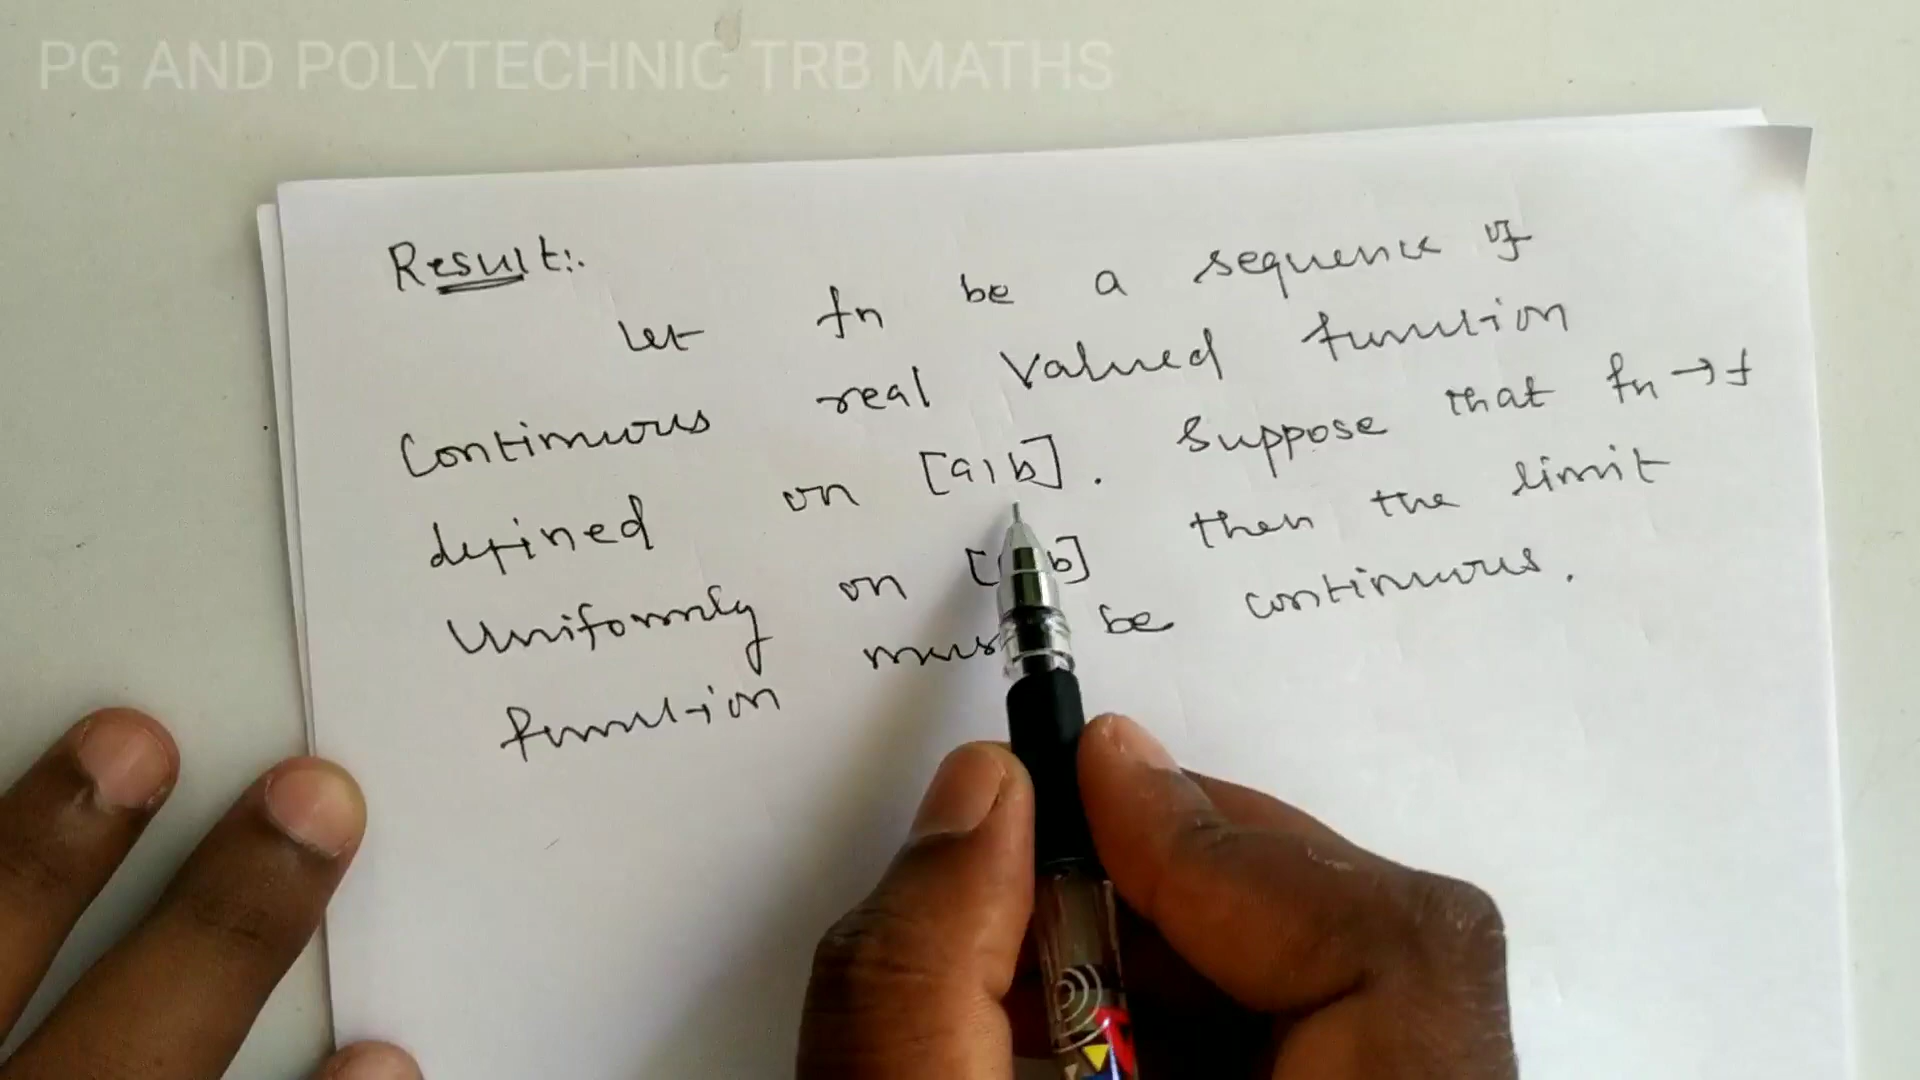 PG AND POLYTECHNIC TRB MATHS
Result:.
Let fn be a sequence of
Continuous real valued function
defined on [a,b]. Suppose that fn → f
Uniformly on [ b] then the limit
function be continuous.